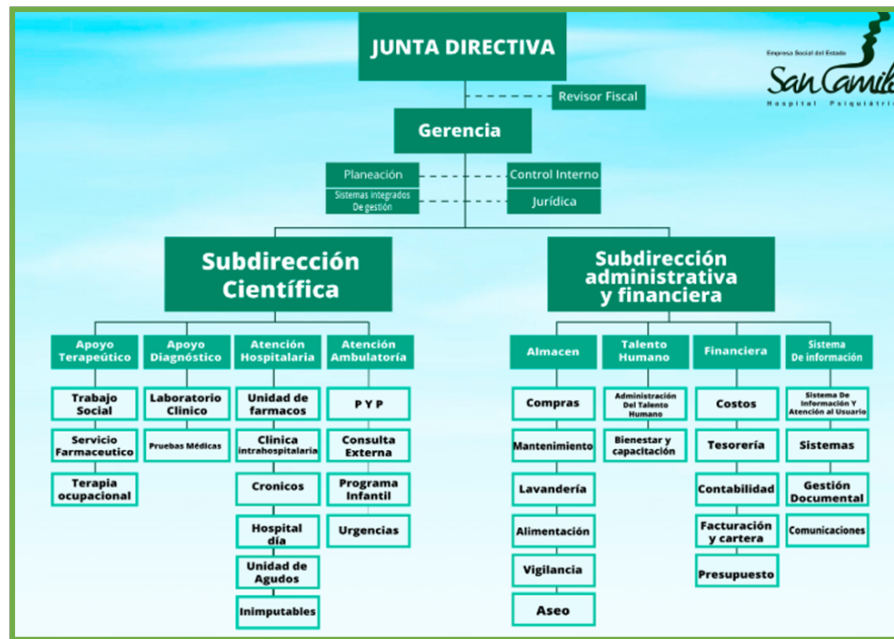 JUNTA DIRECTIVA
Empresa Social del Estado
San Camilo
Hospital Psiquiátri
Revisor Fiscal
Gerencia
Planeación
Control Interno
Sistemas integrados
De gestión
Jurídica
Subdirección
Científica
Subdirección
administrativa
y financiera
Apoyo
Terapeútico
Apoyo
Diagnóstico
Atención
Hospitalaria
Atención
Ambulatoría
Almacen
Talento
Humano
Financiera
Sistema
De información
Trabajo
Social
Servicio
Farmaceutico
Terapia
ocupacional
Laboratorio
Clinico
Pruebas Médicas
Unidad de
farmacos
Clinica
intrahospitalaria
Cronicos
Hospital
día
Unidad de
Agudos
Inimputables
P Y P
Consulta
Externa
Programa
Infantil
Urgencias
Compras
Mantenimiento
Lavandería
Alimentación
Vigilancia
Aseo
Administración
Del Talento
Humano
Bienestar y
capacitación
Costos
Tesorería
Contabilidad
Facturación
y cartera
Presupuesto
Sistema De
Información Y
Atención al Usuario
Sistemas
Gestión
Documental
Comunicaciones